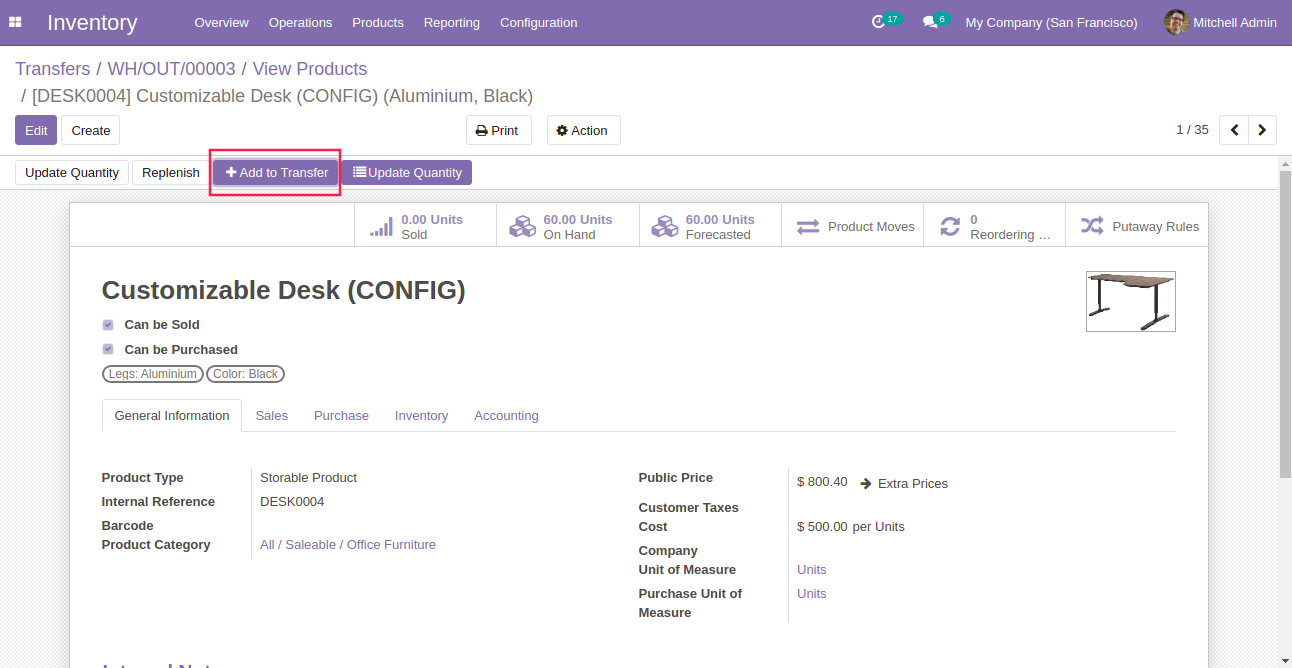 Inventory Overview Operations Products Reporting Configuration 17 6 My Company (San Francisco) Mitchell Admin
Transfers / WH/OUT/00003 / View Products
/ [DESK0004] Customizable Desk (CONFIG) (Aluminium, Black)
Edit Create Print Action 1 / 35
Update Quantity Replenish Add to Transfer Update Quantity
0.00 Units
Sold
60.00 Units
On Hand
60.00 Units
Forecasted
Product Moves
0
Reordering ...
Putaway Rules
Customizable Desk (CONFIG)
Can be Sold
Can be Purchased
Legs: Aluminium Color: Black
General Information Sales Purchase Inventory Accounting
Product Type Storable Product
Internal Reference DESK0004
Barcode
Product Category All / Saleable / Office Furniture
Public Price $ 800.40 Extra Prices
Customer Taxes
Cost $ 500.00 per Units
Company
Unit of Measure Units
Purchase Unit of Units
Measure